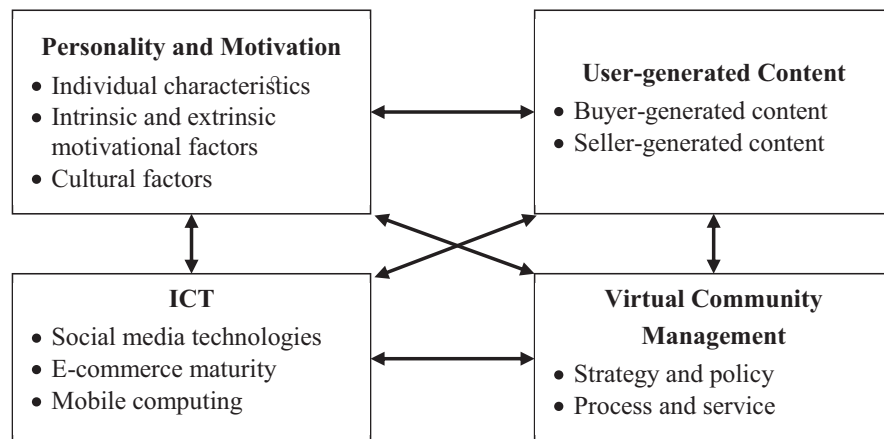 Personality and Motivation
• Individual characteristics
• Intrinsic and extrinsic
motivational factors
• Cultural factors
User-generated Content
• Buyer-generated content
• Seller-generated content
ICT
• Social media technologies
• E-commerce maturity
• Mobile computing
Virtual Community
Management
• Strategy and policy
• Process and service